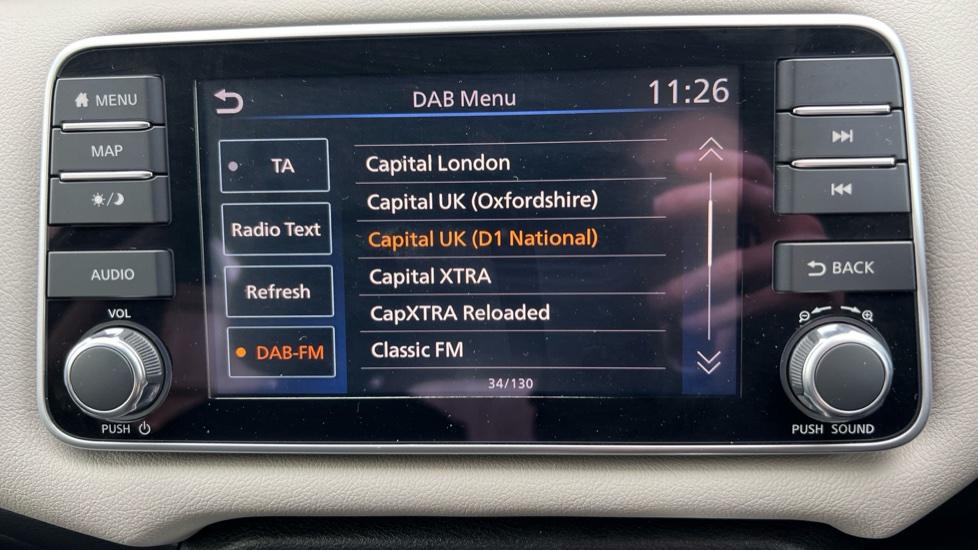 MENU
MAP
AUDIO
VOL
PUSH
DAB Menu
11:26
TA
Radio Text
Refresh
DAB-FM
Capital London
Capital UK (Oxfordshire)
Capital UK (D1 National)
Capital XTRA
CapXTRA Reloaded
Classic FM
34/130
BACK
PUSH SOUND